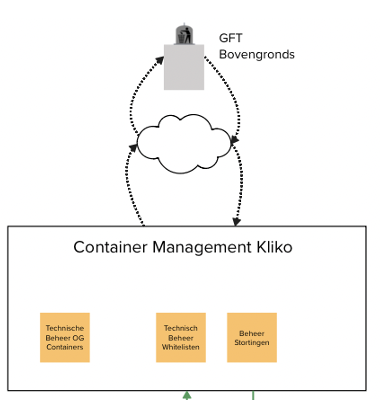 GFT
Bovengronds
Container Management Kliko
Technische
Beheer OG
Containers
Technisch
Beheer
Whitelisten
Beheer
Stortingen